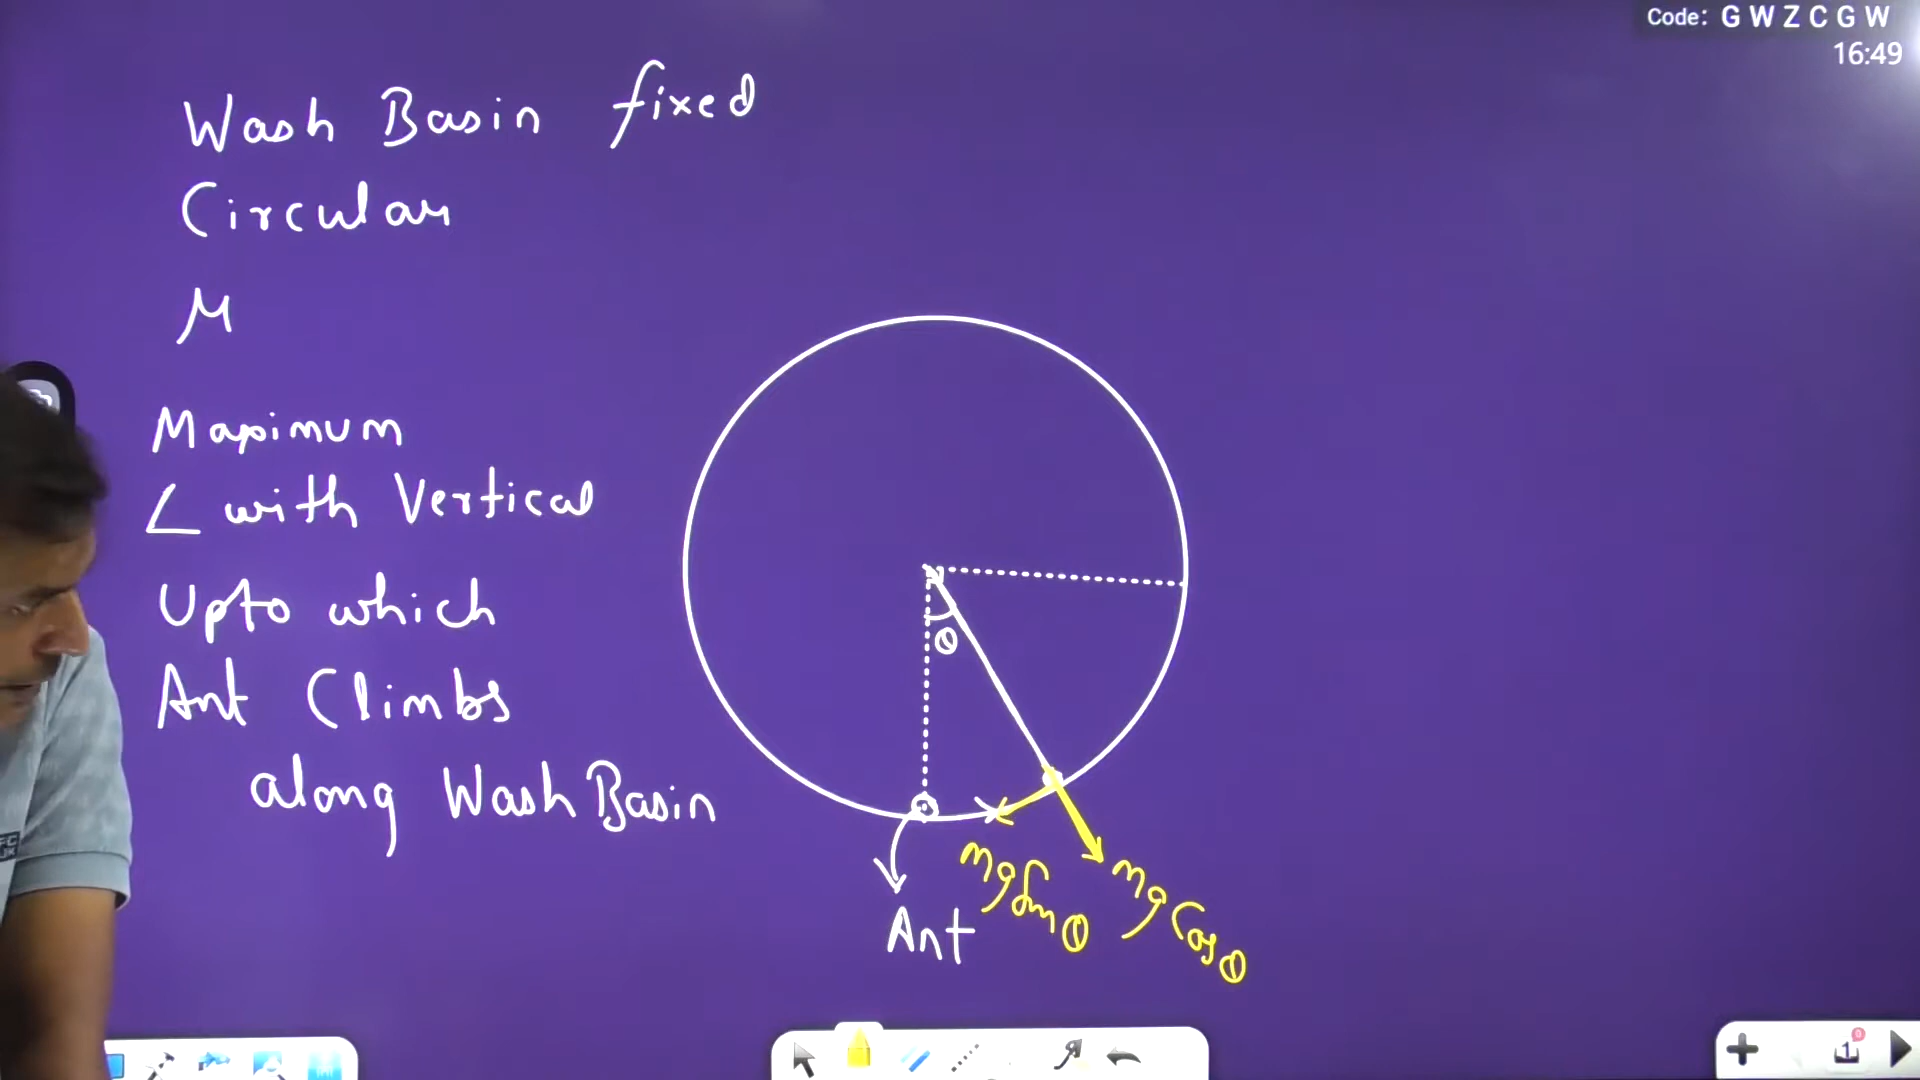 Code: G W Z C G W
16:49
Wash Basin fixed
Circular
μ
Maximum
∠ with Vertical
Upto which
Ant Climbs
along Wash Basin
θ
mg Sinθ
mg Cosθ
Ant